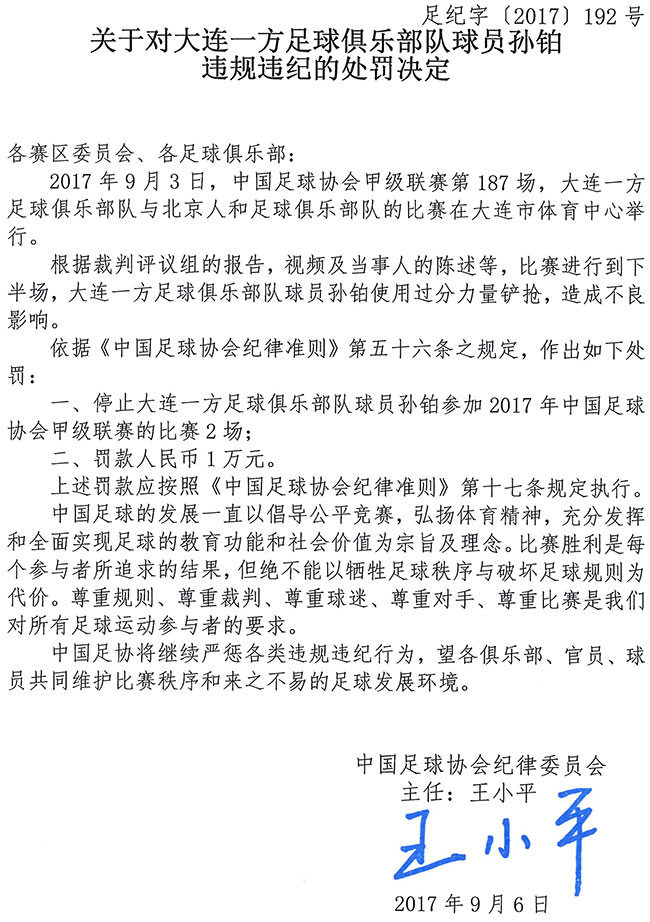 足纪字〔2017〕192 号
关于对大连一方足球俱乐部队球员孙铂
违规违纪的处罚决定
各赛区委员会、各足球俱乐部：
2017 年 9 月 3 日，中国足球协会甲级联赛第 187 场，大连一方
足球俱乐部队与北京人和足球俱乐部队的比赛在大连市体育中心举
行。
根据裁判评议组的报告，视频及当事人的陈述等，比赛进行到下
半场，大连一方足球俱乐部队球员孙铂使用过分力量铲抢，造成不良
影响。
依据《中国足球协会纪律准则》第五十六条之规定，作出如下处
罚：
一、停止大连一方足球俱乐部队球员孙铂参加 2017 年中国足球
协会甲级联赛的比赛 2 场；
二、罚款人民币 1 万元。
上述罚款应按照《中国足球协会纪律准则》第十七条规定执行。
中国足球的发展一直以倡导公平竞赛，弘扬体育精神，充分发挥
和全面实现足球的教育功能和社会价值为宗旨及理念。比赛胜利是每
个参与者所追求的结果，但绝不能以牺牲足球秩序与破坏足球规则为
代价。尊重规则、尊重裁判、尊重球迷、尊重对手、尊重比赛是我们
对所有足球运动参与者的要求。
中国足协将继续严惩各类违规违纪行为，望各俱乐部、官员、球
员共同维护比赛秩序和来之不易的足球发展环境。
中国足球协会纪律委员会
主任：王小平
王小平
2017 年 9 月 6 日